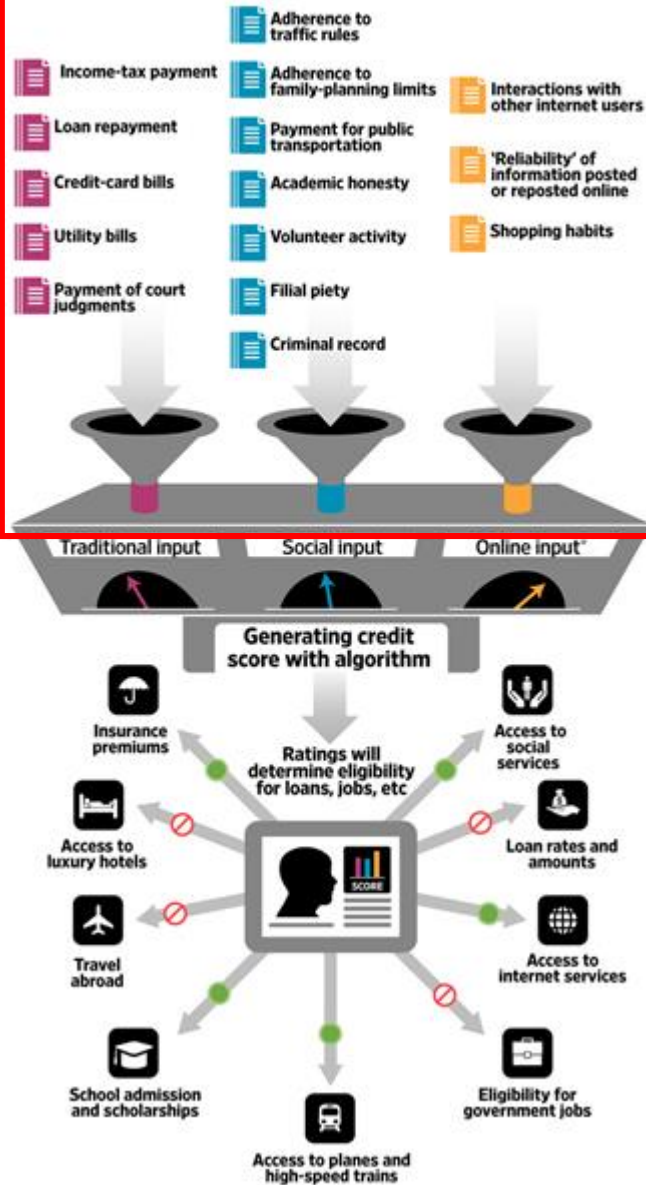 Income-tax payment
Loan repayment
Credit-card bills
Utility bills
Payment of court
judgments
Adherence to
traffic rules
Adherence to
family-planning limits
Payment for public
transportation
Academic honesty
Volunteer activity
Filial piety
Criminal record
Interactions with
other internet users
'Reliability' of
information posted
or reposted online
Shopping habits
Traditional input
Social input
Online input*
Generating credit
score with algorithm
Ratings will
determine eligibility
for loans, jobs, etc
Insurance
premiums
Access to
social
services
Access to
luxury hotels
SCORE
Loan rates and
amounts
Travel
abroad
Access to
internet services
School admission
and scholarships
Eligibility for
government jobs
Access to planes and
high-speed trains